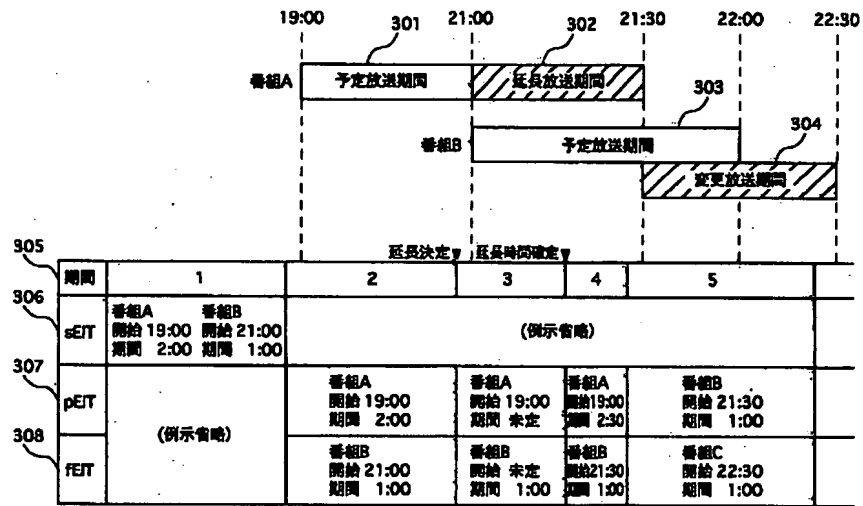 19:00 21:00 21:30 22:00 22:30
301 302
番組A 予定放送期間 延長放送期間
303
番組B 予定放送期間
304
変更放送期間
延長決定▼ 延長時間確定▼
305
期間 1 2 3 4 5
306
sEIT
番組A 番組B
開始 19:00 開始 21:00
期間 2:00 期間 1:00
(例示省略)
307
pEIT
(例示省略)
番組A
開始 19:00
期間 2:00
番組A
開始 19:00
期間 未定
番組A
開始19:00
期間 2:30
番組B
開始 21:30
期間 1:00
308
fEIT
番組B
開始 21:00
期間 1:00
番組B
開始 未定
期間 1:00
番組B
開始21:30
期間 1:00
番組C
開始 22:30
期間 1:00